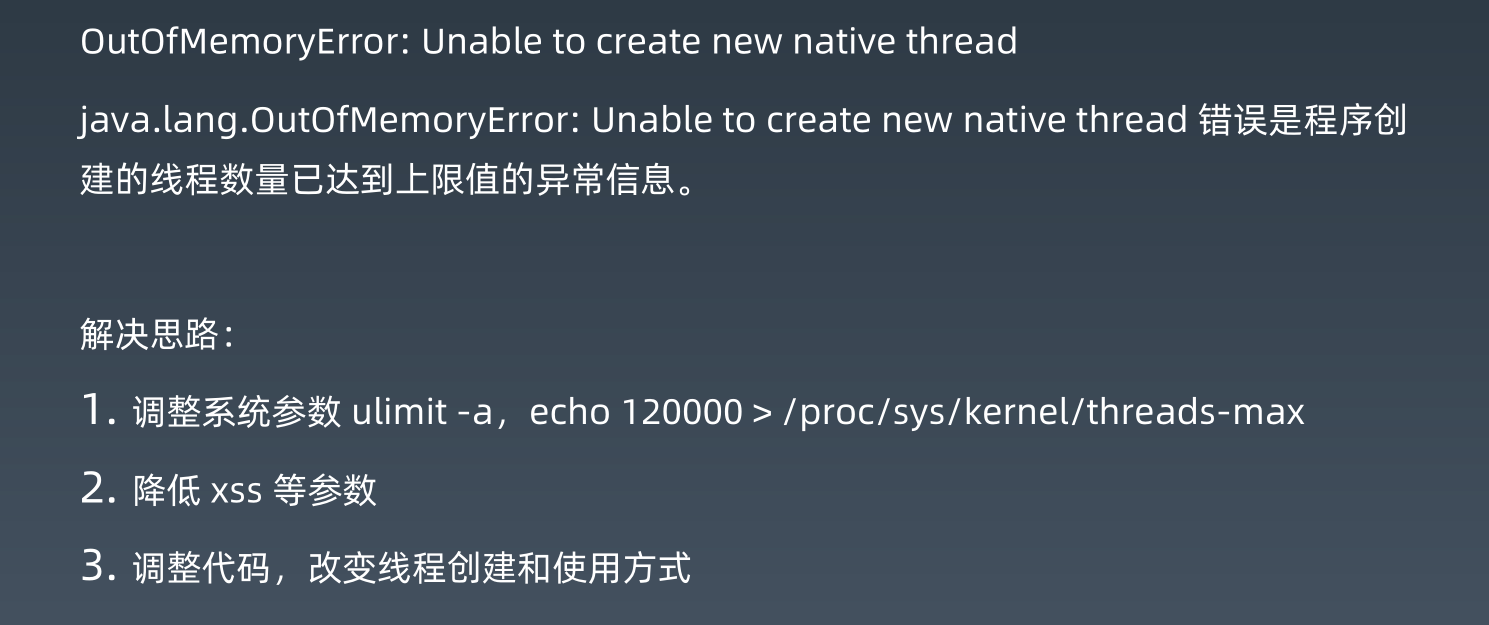 OutOfMemoryError: Unable to create new native thread
java.lang.OutOfMemoryError: Unable to create new native thread 错误是程序创
建的线程数量已达到上限值的异常信息。
解决思路：
1. 调整系统参数 ulimit -a，echo 120000 > /proc/sys/kernel/threads-max
2. 降低 xss 等参数
3. 调整代码，改变线程创建和使用方式